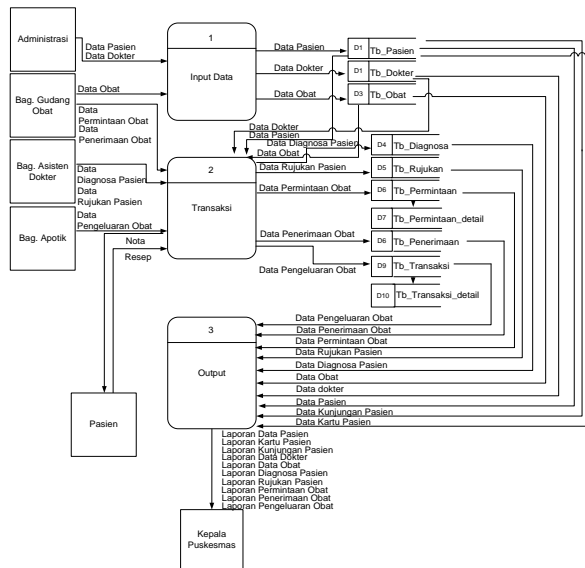 Administrasi
Data Pasien
Data Dokter
1
Input Data
Data Pasien
D1
Tb_Pasien
Data Dokter
D1
Tb_Dokter
Data Obat
D3
Tb_Obat
Bag. Gudang
Obat
Data Obat
Data
Permintaan Obat
Data
Penerimaan Obat
Bag. Asisten
Dokter
Data
Diagnosa Pasien
Data
Rujukan Pasien
Bag. Apotik
Data
Pengeluaran Obat
Nota
Resep
2
Transaksi
Data Dokter
Data Pasien
Data Obat
Data Diagnosa Pasien
D4
Tb_Diagnosa
Data Rujukan Pasien
D5
Tb_Rujukan
Data Permintaan Obat
D6
Tb_Permintaan
D7
Tb_Permintaan_detail
Data Penerimaan Obat
D6
Tb_Penerimaan
Data Pengeluaran Obat
D9
Tb_Transaksi
D10
Tb_Transaksi_detail
3
Output
Data Pengeluaran Obat
Data Penerimaan Obat
Data Permintaan Obat
Data Rujukan Pasien
Data Diagnosa Pasien
Data Obat
Data dokter
Data Pasien
Data Kunjungan Pasien
Data Kartu Pasien
Pasien
Laporan Data Pasien
Laporan Kartu Pasien
Laporan Kunjungan Pasien
Laporan Data Dokter
Laporan Data Obat
Laporan Diagnosa Pasien
Laporan Rujukan Pasien
Laporan Permintaan Obat
Laporan Penerimaan Obat
Laporan Pengeluaran Obat
Kepala
Puskesmas